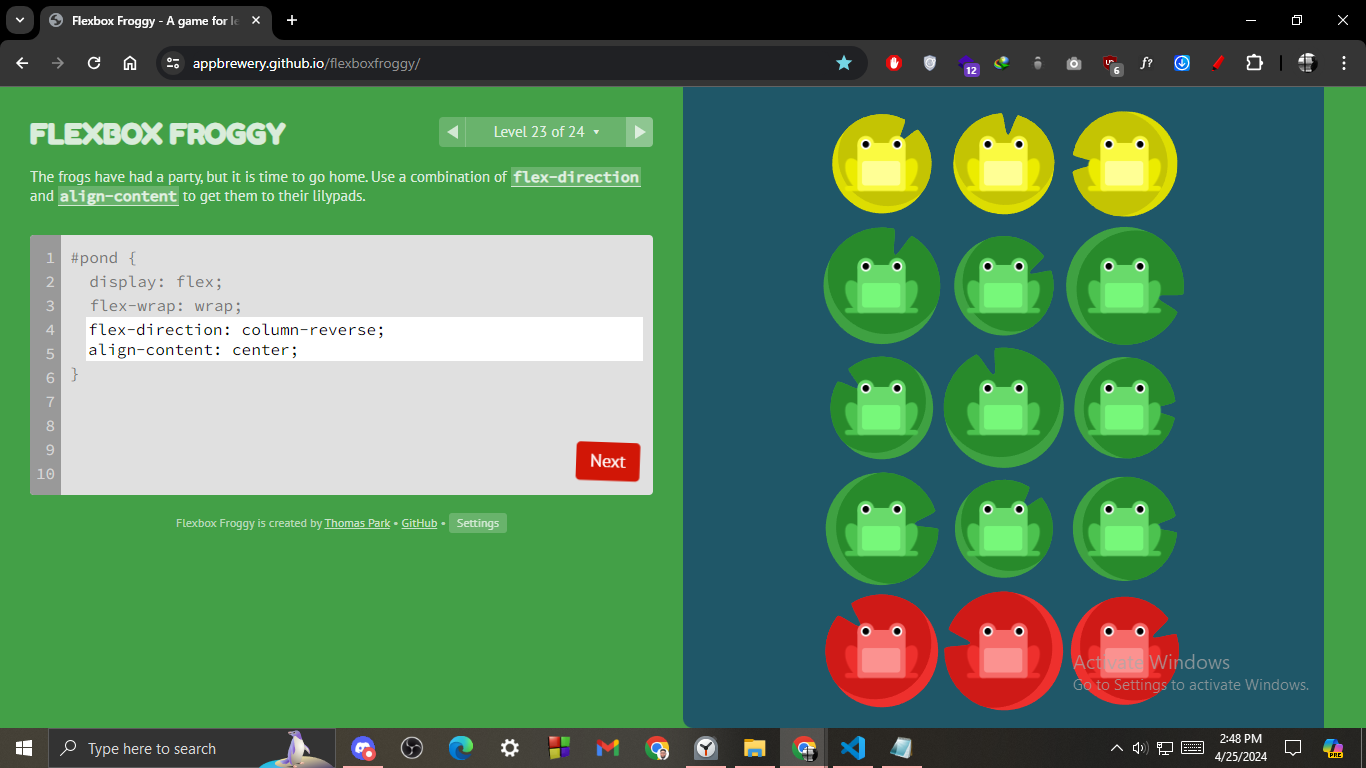 Flexbox Froggy - A game for le
appbrewery.github.io/flexboxfroggy/
12
6
f?
FLEXBOX FROGGY
Level 23 of 24
The frogs have had a party, but it is time to go home. Use a combination of flex-direction
and align-content to get them to their lilypads.
1 #pond {
2 display: flex;
3 flex-wrap: wrap;
4 flex-direction: column-reverse;
5 align-content: center;
6 }
7
8
9
10
Next
Flexbox Froggy is created by Thomas Park • GitHub • Settings
Activate Windows
Go to Settings to activate Windows.
Type here to search
2:48 PM
4/25/2024
PRE